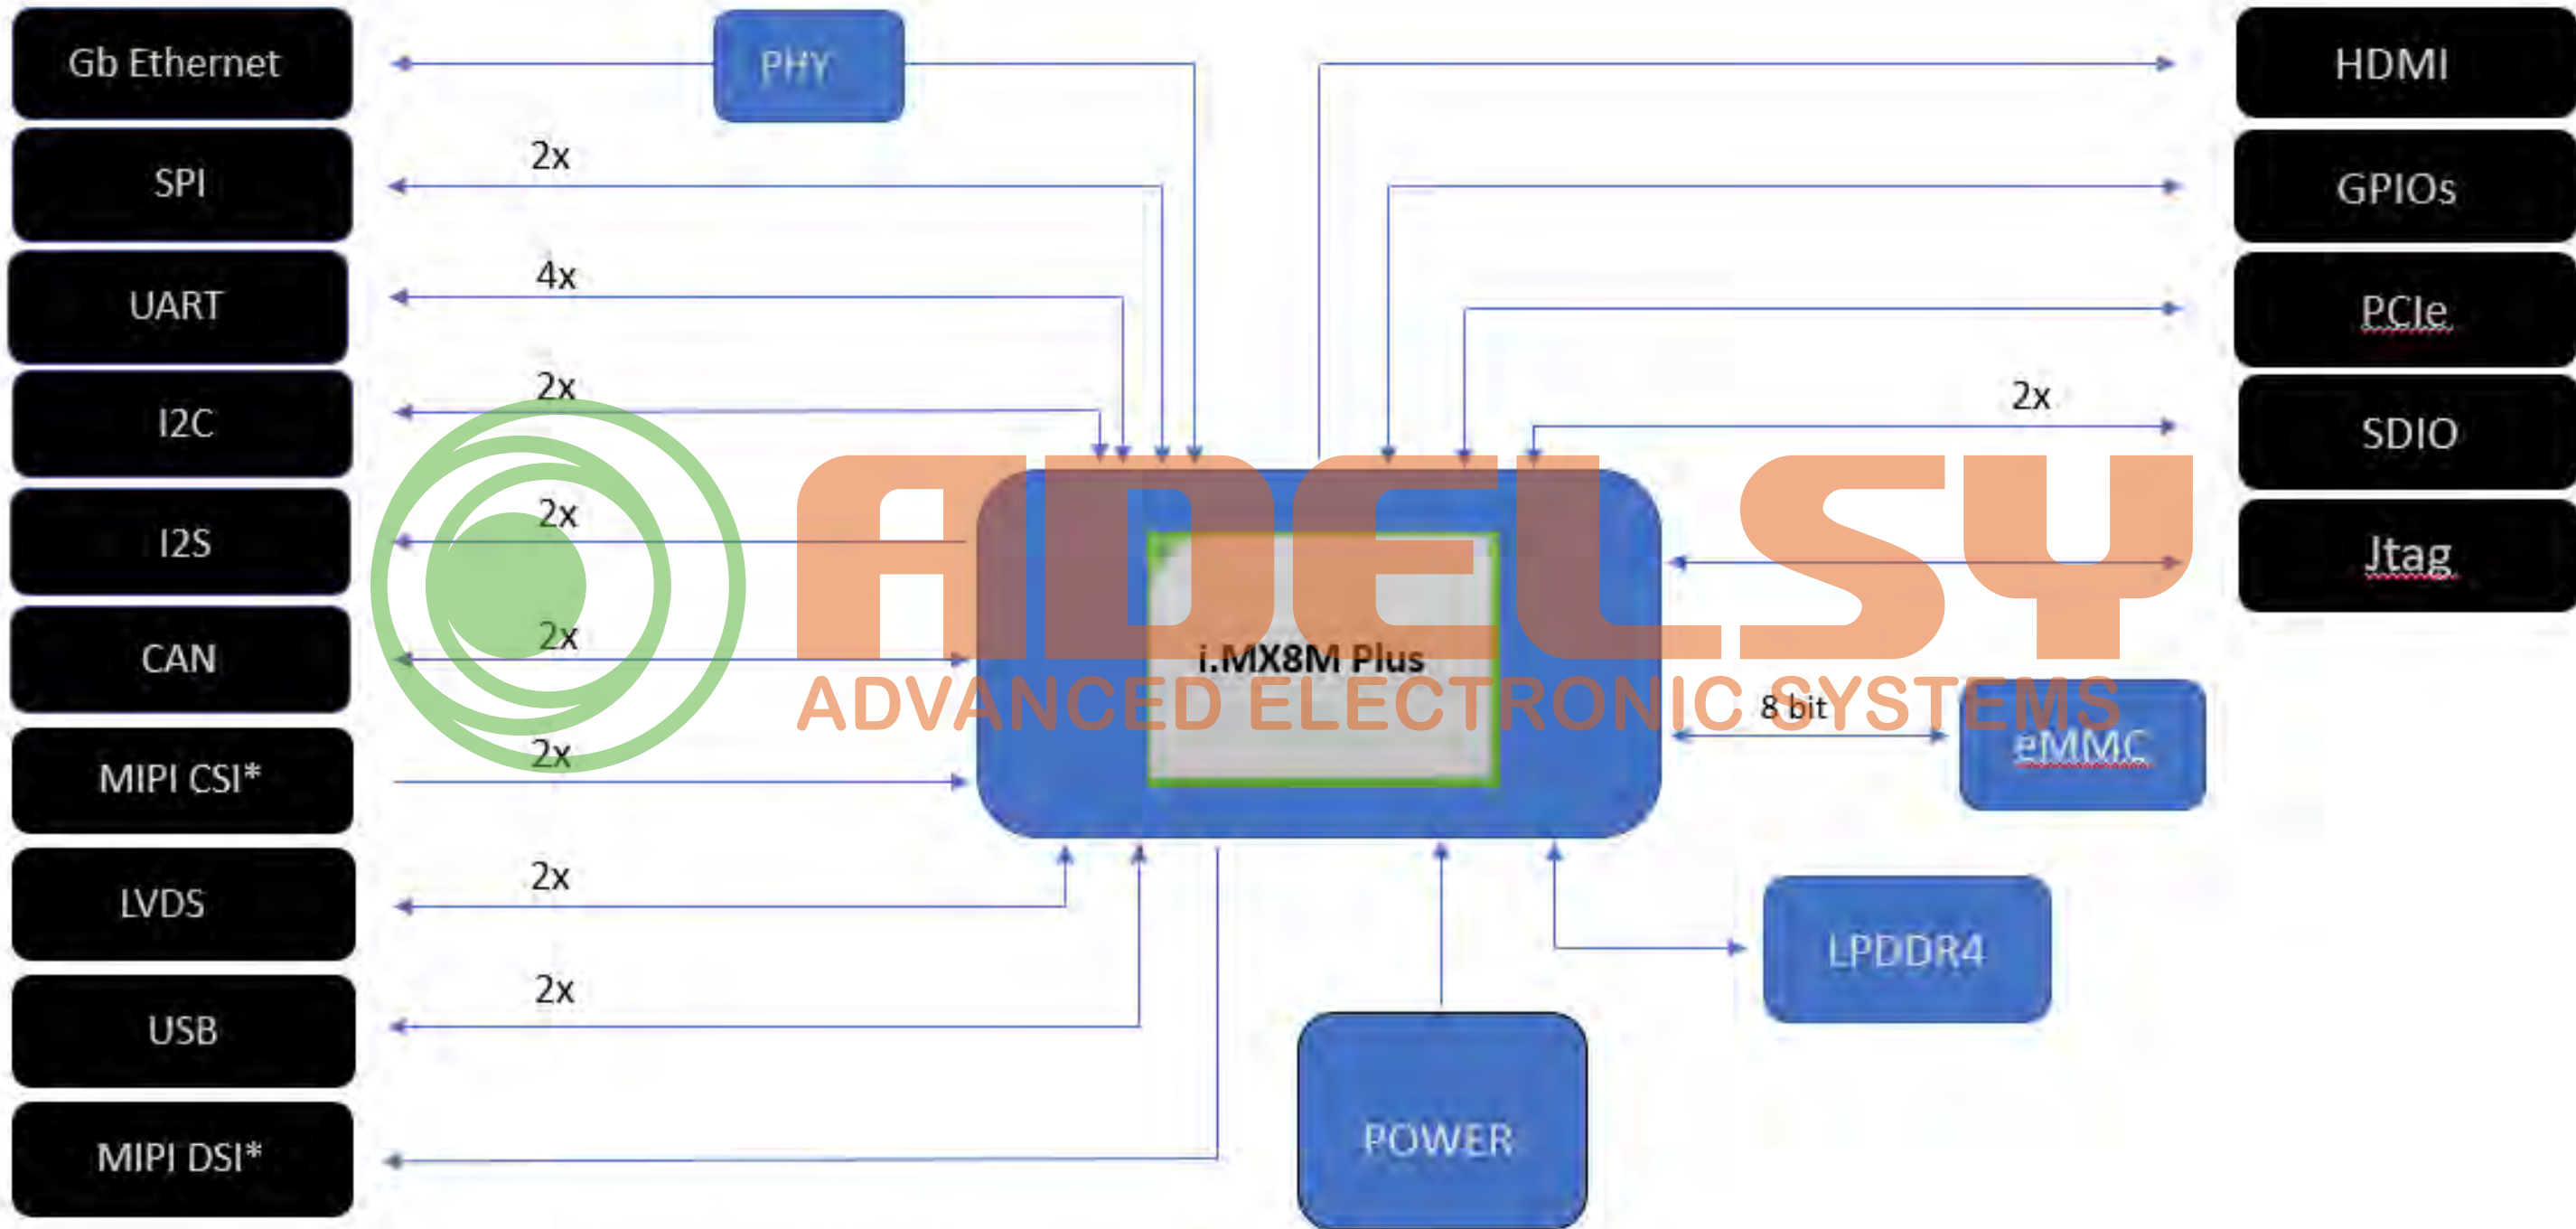 Gb Ethernet
PHY
HDMI
SPI
2x
GPIOs
UART
4x
PCIe
I2C
2x
2x
SDIO
I2S
2x
Jtag
ADELSY
ADVANCED ELECTRONIC SYSTEMS
i.MX8M Plus
CAN
2x
8 bit
eMMC
MIPI CSI*
2x
LVDS
2x
LPDDR4
USB
2x
MIPI DSI*
POWER